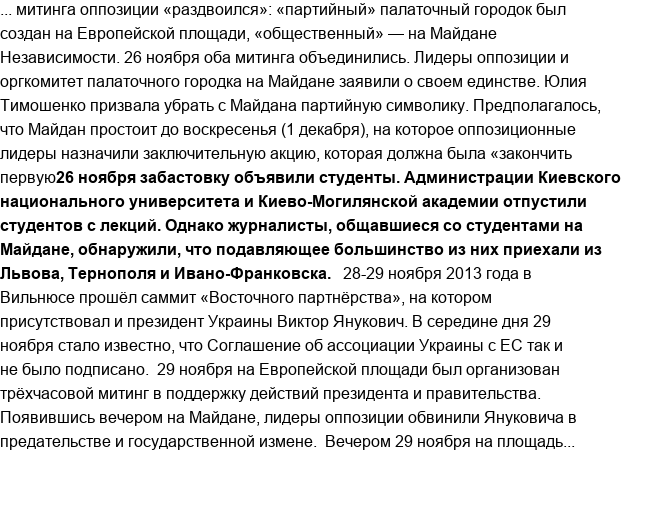 ... митинга оппозиции «раздвоился»: «партийный» палаточный городок был
создан на Европейской площади, «общественный» — на Майдане
Независимости. 26 ноября оба митинга объединились. Лидеры оппозиции и
оргкомитет палаточного городка на Майдане заявили о своем единстве. Юлия
Тимошенко призвала убрать с Майдана партийную символику. Предполагалось,
что Майдан простоит до воскресенья (1 декабря), на которое оппозиционные
лидеры назначили заключительную акцию, которая должна была «закончить
первую26 ноября забастовку объявили студенты. Администрации Киевского
национального университета и Киево-Могилянской академии отпустили
студентов с лекций. Однако журналисты, общавшиеся со студентами на
Майдане, обнаружили, что подавляющее большинство из них приехали из
Львова, Тернополя и Ивано-Франковска. 28-29 ноября 2013 года в
Вильнюсе прошёл саммит «Восточного партнёрства», на котором
присутствовал и президент Украины Виктор Янукович. В середине дня 29
ноября стало известно, что Соглашение об ассоциации Украины с ЕС так и
не было подписано. 29 ноября на Европейской площади был организован
трёхчасовой митинг в поддержку действий президента и правительства.
Появившись вечером на Майдане, лидеры оппозиции обвинили Януковича в
предательстве и государственной измене. Вечером 29 ноября на площадь...